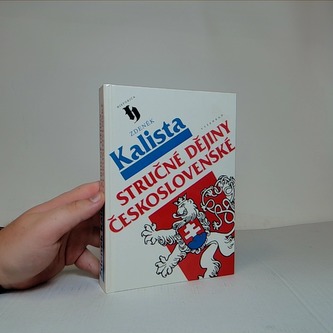 ZDENĚK
Kalista
STRUČNÉ DĚJINY
ČESKOSLOVENSKÉ